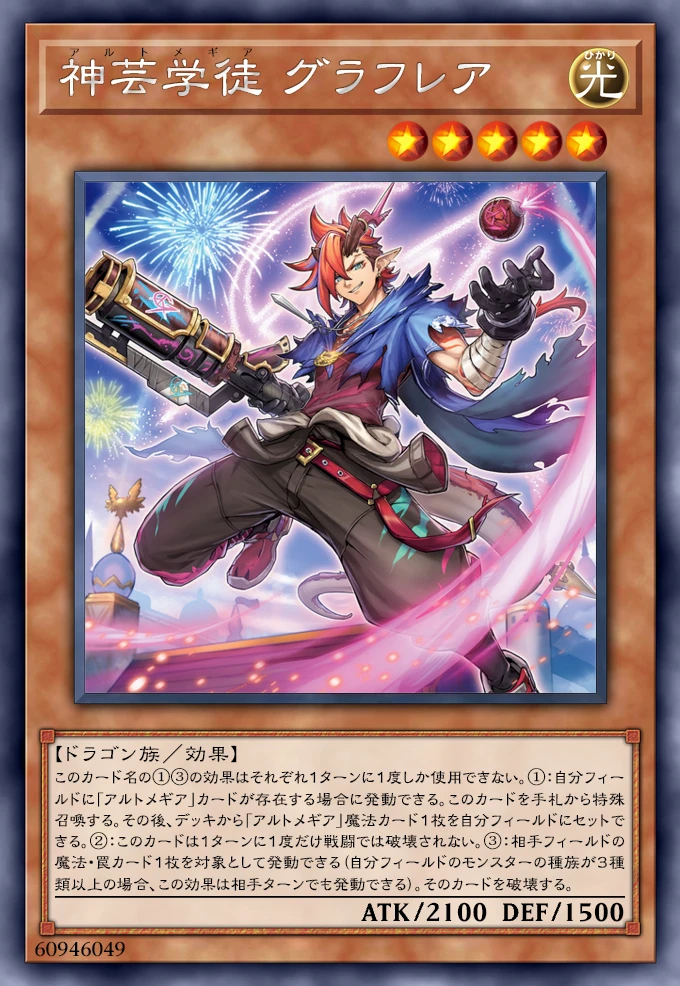 アルトメギア
神芸学徒 グラフレア
ひかり
光
【ドラゴン族／効果】
このカード名の①③の効果はそれぞれ1ターンに1度しか使用できない。①：自分フィー
ルドに「アルトメギア」カードが存在する場合に発動できる。このカードを手札から特殊
召喚する。その後、デッキから「アルトメギア」魔法カード1枚を自分フィールドにセットで
きる。②：このカードは1ターンに1度だけ戦闘では破壊されない。③：相手フィールドの
魔法・罠カード1枚を対象として発動できる（自分フィールドのモンスターの種族が3種
類以上の場合、この効果は相手ターンでも発動できる）。そのカードを破壊する。
ATK/2100 DEF/1500
60946049